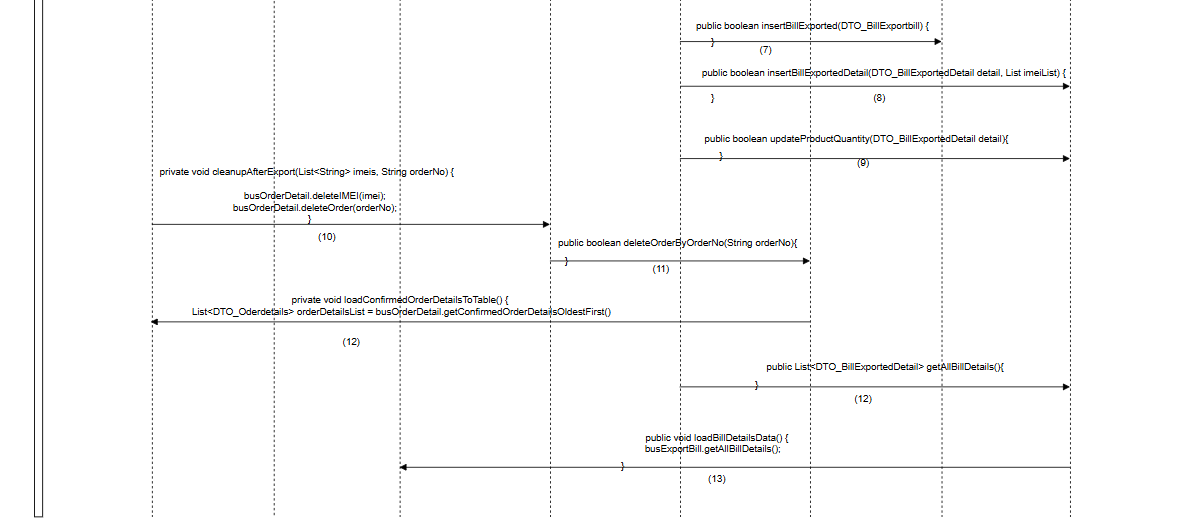 public boolean insertBillExported(DTO_BillExportbill) {
}
(7)
public boolean insertBillExportedDetail(DTO_BillExportedDetail detail, List imeiList) {
}
(8)
public boolean updateProductQuantity(DTO_BillExportedDetail detail){
}
(9)
private void cleanupAfterExport(List<String> imeis, String orderNo) {
busOrderDetail.deleteIMEI(imei);
busOrderDetail.deleteOrder(orderNo);
}
(10)
public boolean deleteOrderByOrderNo(String orderNo){
}
(11)
private void loadConfirmedOrderDetailsToTable() {
List<DTO_Oderdetails> orderDetailsList = busOrderDetail.getConfirmedOrderDetailsOldestFirst()
(12)
public List<DTO_BillExportedDetail> getAllBillDetails(){
}
(12)
public void loadBillDetailsData() {
busExportBill.getAllBillDetails();
}
(13)